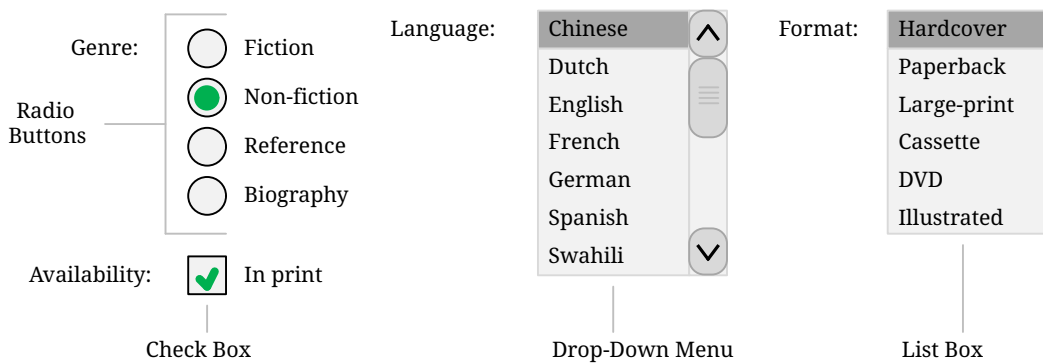 Genre:
Fiction
Non-fiction
Reference
Biography
Radio
Buttons
Availability:
In print
Check Box
Language:
Chinese
Dutch
English
French
German
Spanish
Swahili
Drop-Down Menu
Format:
Hardcover
Paperback
Large-print
Cassette
DVD
Illustrated
List Box